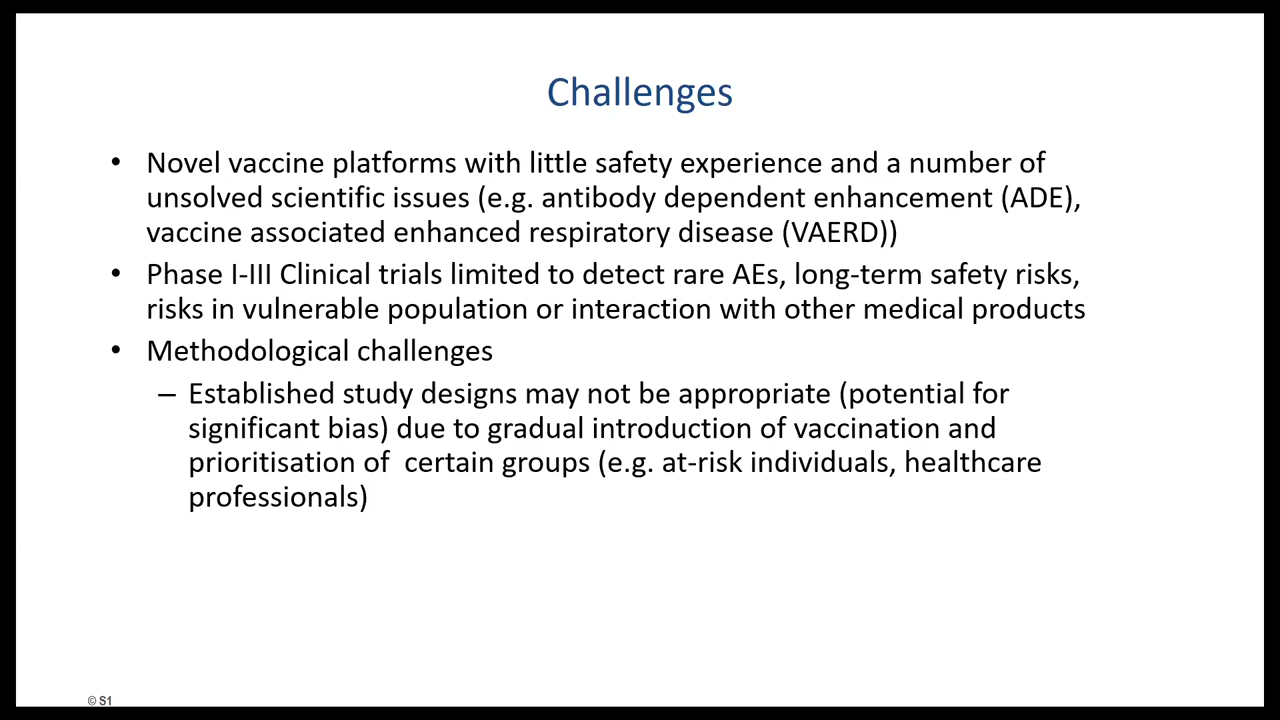 Challenges
• Novel vaccine platforms with little safety experience and a number of
unsolved scientific issues (e.g. antibody dependent enhancement (ADE),
vaccine associated enhanced respiratory disease (VAERD))
• Phase I-III Clinical trials limited to detect rare AEs, long-term safety risks,
risks in vulnerable population or interaction with other medical products
• Methodological challenges
– Established study designs may not be appropriate (potential for
significant bias) due to gradual introduction of vaccination and
prioritisation of  certain groups (e.g. at-risk individuals, healthcare
professionals)
© S1